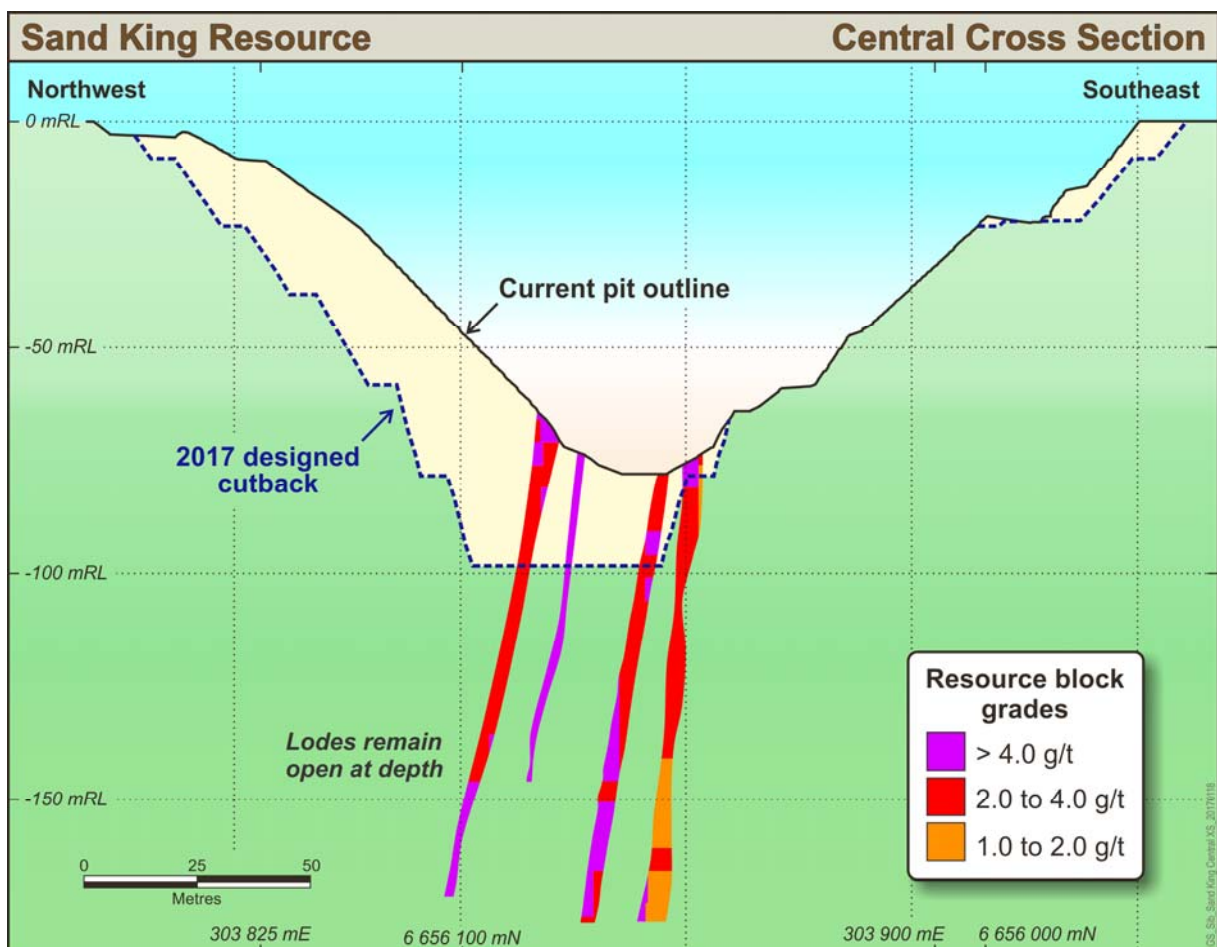 Sand King Resource
Central Cross Section
Northwest
Southeast
0 mRL
Current pit outline
-50 mRL
2017 designed
cutback
-100 mRL
Resource block
grades
> 4.0 g/t
2.0 to 4.0 g/t
1.0 to 2.0 g/t
Lodes remain
open at depth
-150 mRL
0
25
50
Metres
303 825 mE
6 656 100 mN
303 900 mE
6 656 000 mN